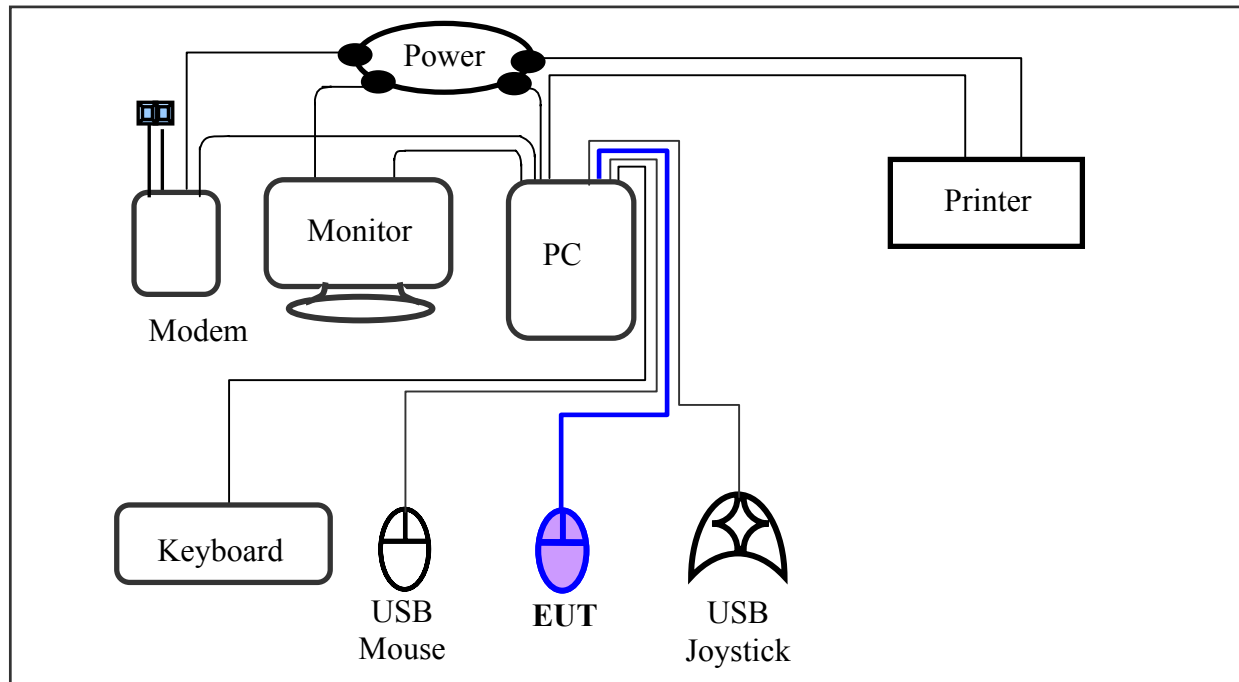 Power
Printer
Monitor
PC
Modem
Keyboard
USB
Mouse
EUT
USB
Joystick